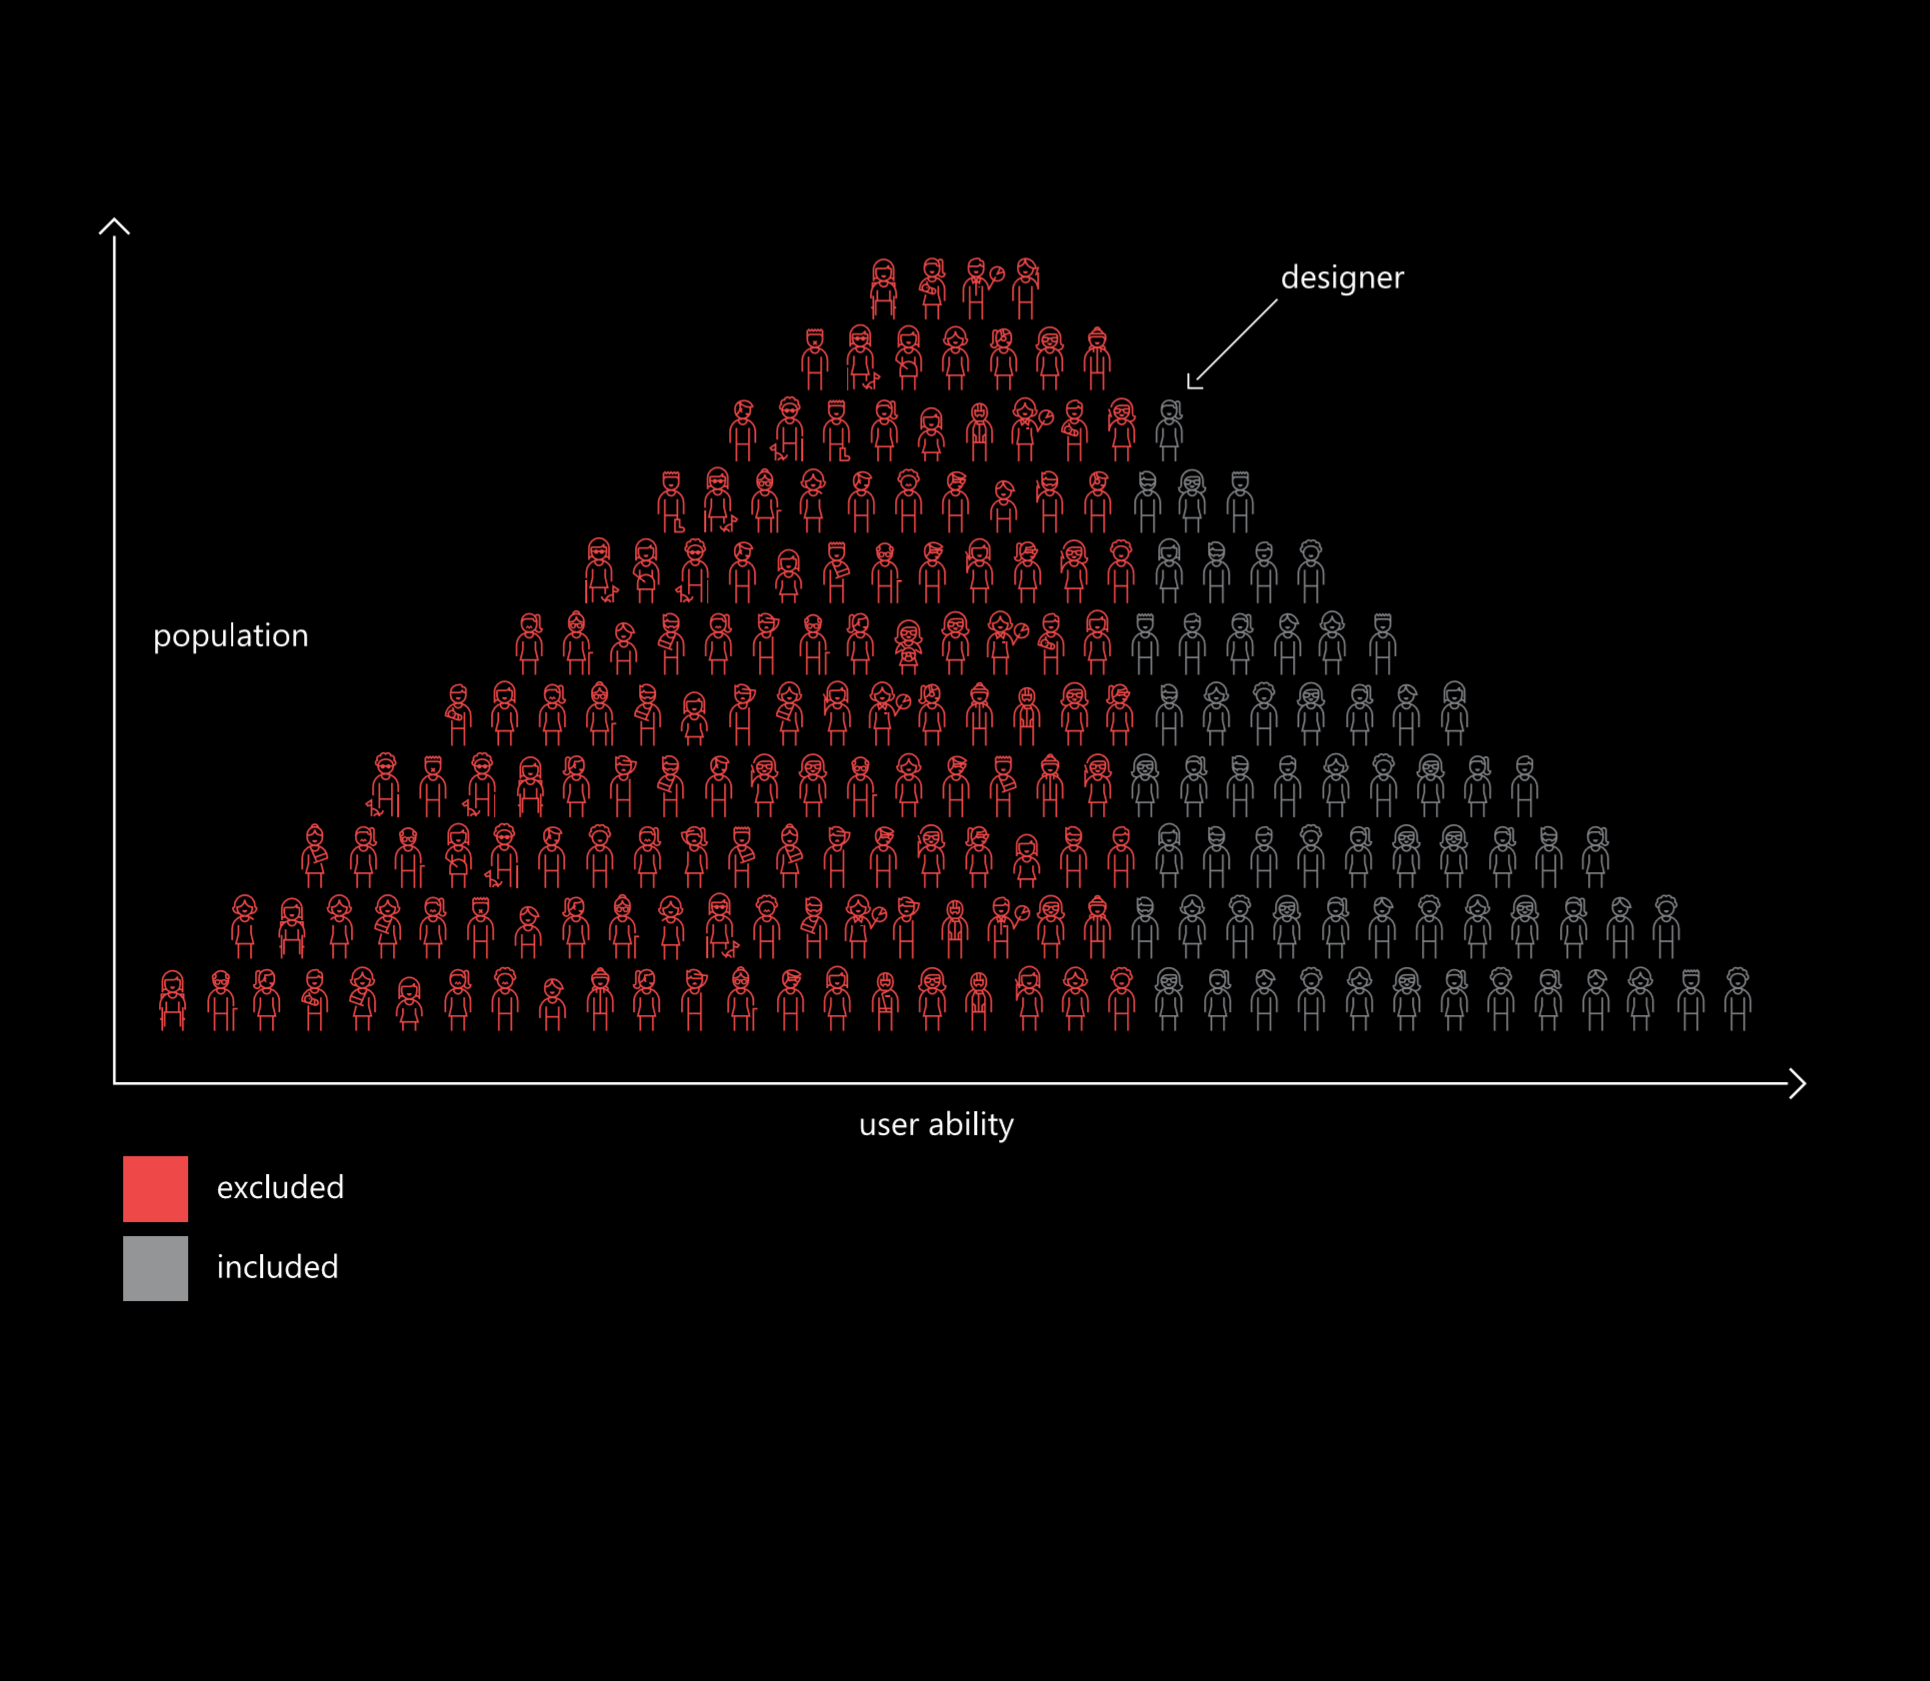 designer
population
user ability
excluded
included